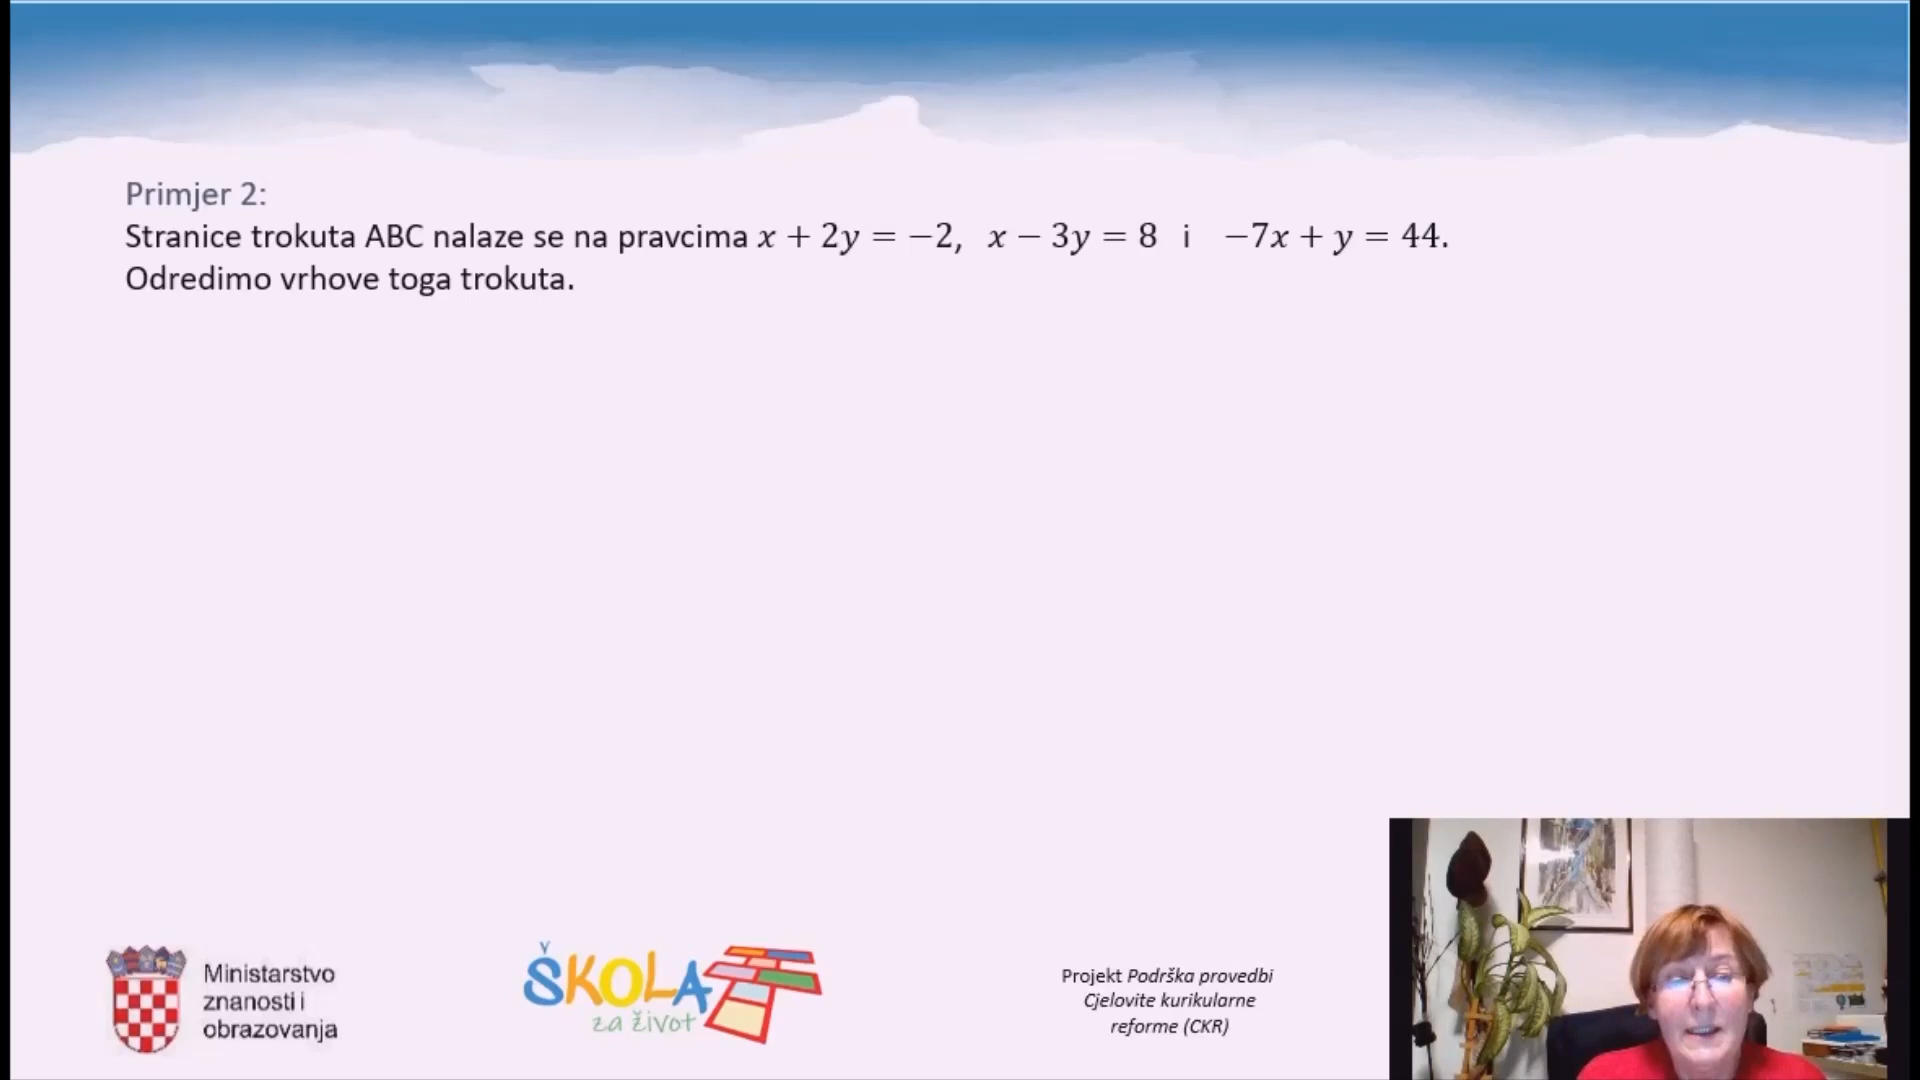 Primjer 2:
Stranice trokuta ABC nalaze se na pravcima x + 2y = −2, x − 3y = 8 i −7x + y = 44.
Odredimo vrhove toga trokuta.
Ministarstvo
znanosti i
obrazovanja
ŠKOLA
za život
Projekt Podrška provedbi
Cjelovite kurikularne
reforme (CKR)